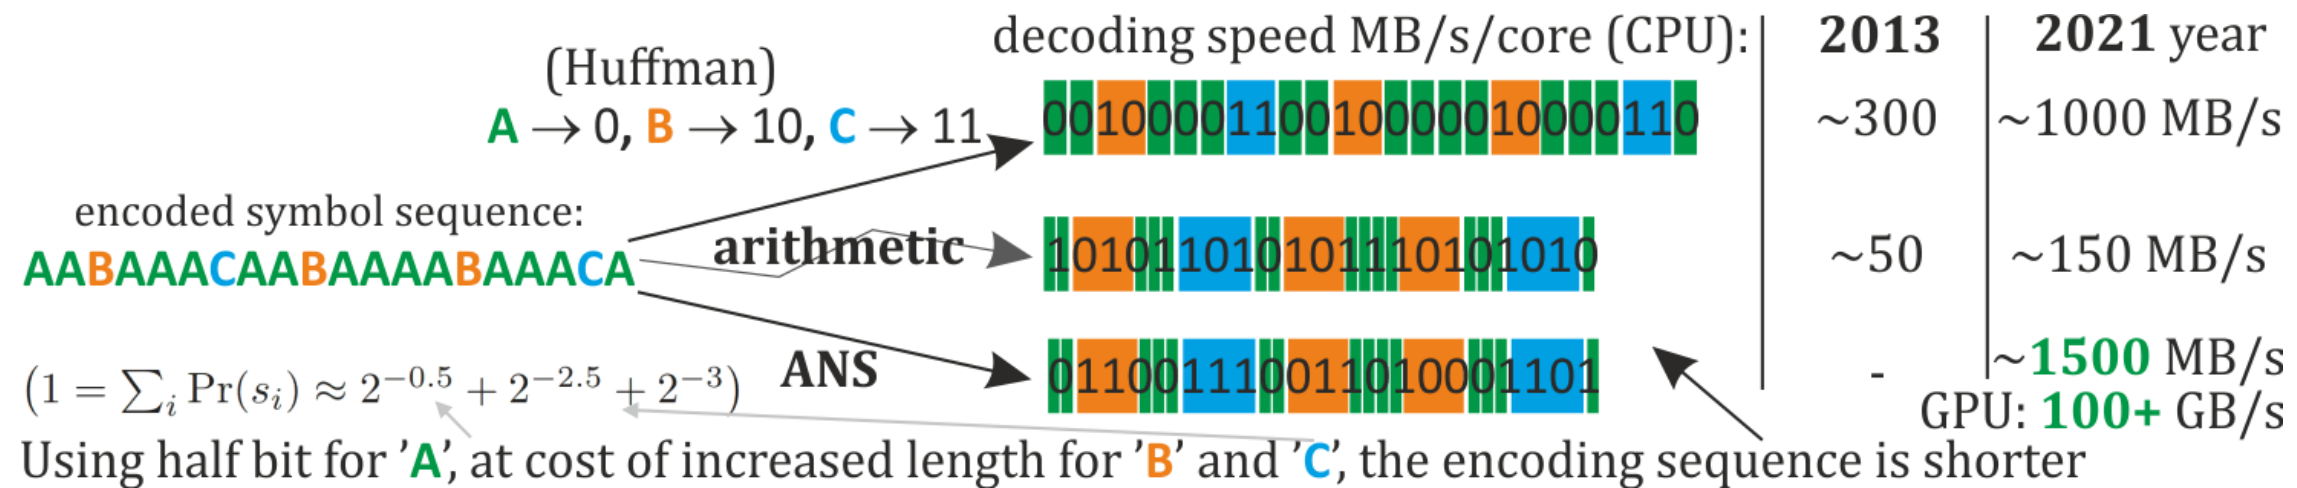 decoding speed MB/s/core (CPU): 2013 2021 year
(Huffman)
A → 0, B → 10, C → 11 0010000110010000010000110 ~300 ~1000 MB/s
encoded symbol sequence:
AABAAACAABAAAABAAACA arithmetic 101011010101110101010 ~50 ~150 MB/s
(1 = ∑ᵢ Pr(sᵢ) ≈ 2^−0.5 + 2^−2.5 + 2^−3) ANS 011001110011010001101 - ~1500 MB/s
GPU: 100+ GB/s
Using half bit for 'A', at cost of increased length for 'B' and 'C', the encoding sequence is shorter